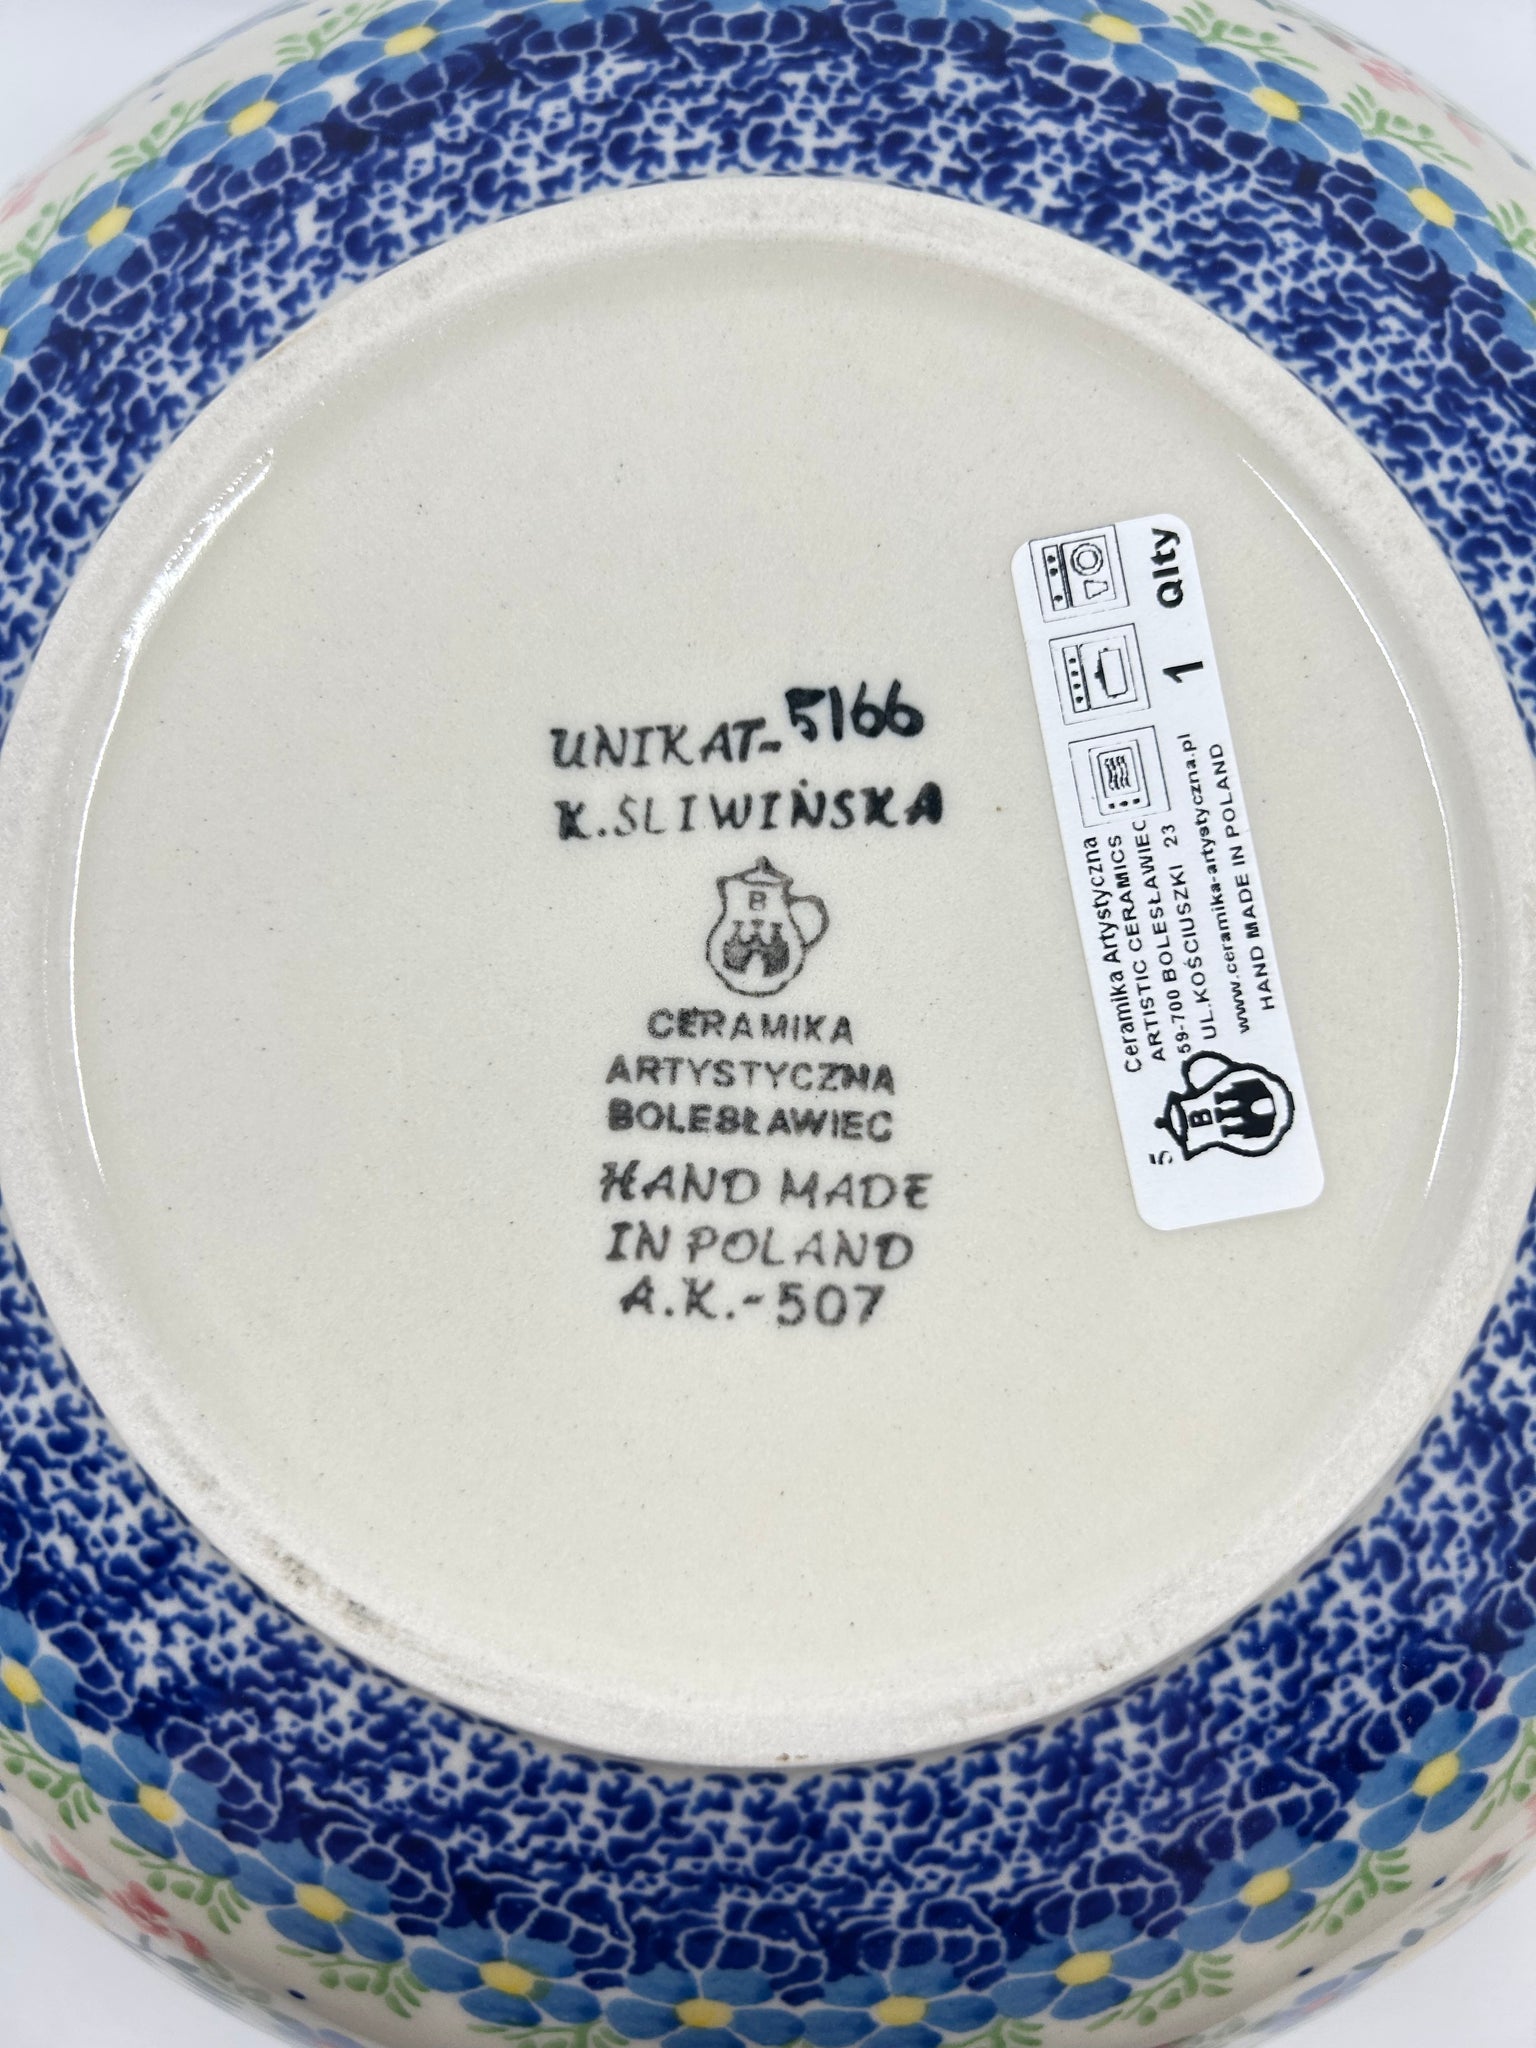 UNIKAT-5166
K.ŚLIWIŃSKA
B
CERAMIKA
ARTYSTYCZNA
BOLESŁAWIEC
HAND MADE
IN POLAND
A.K.-507
1 Qlty
Ceramika Artystyczna
ARTISTIC CERAMICS
59-700 BOLESŁAWIEC
UL.KOŚCIUSZKI 23
www.ceramika-artystyczna.pl
HAND MADE IN POLAND
5
B